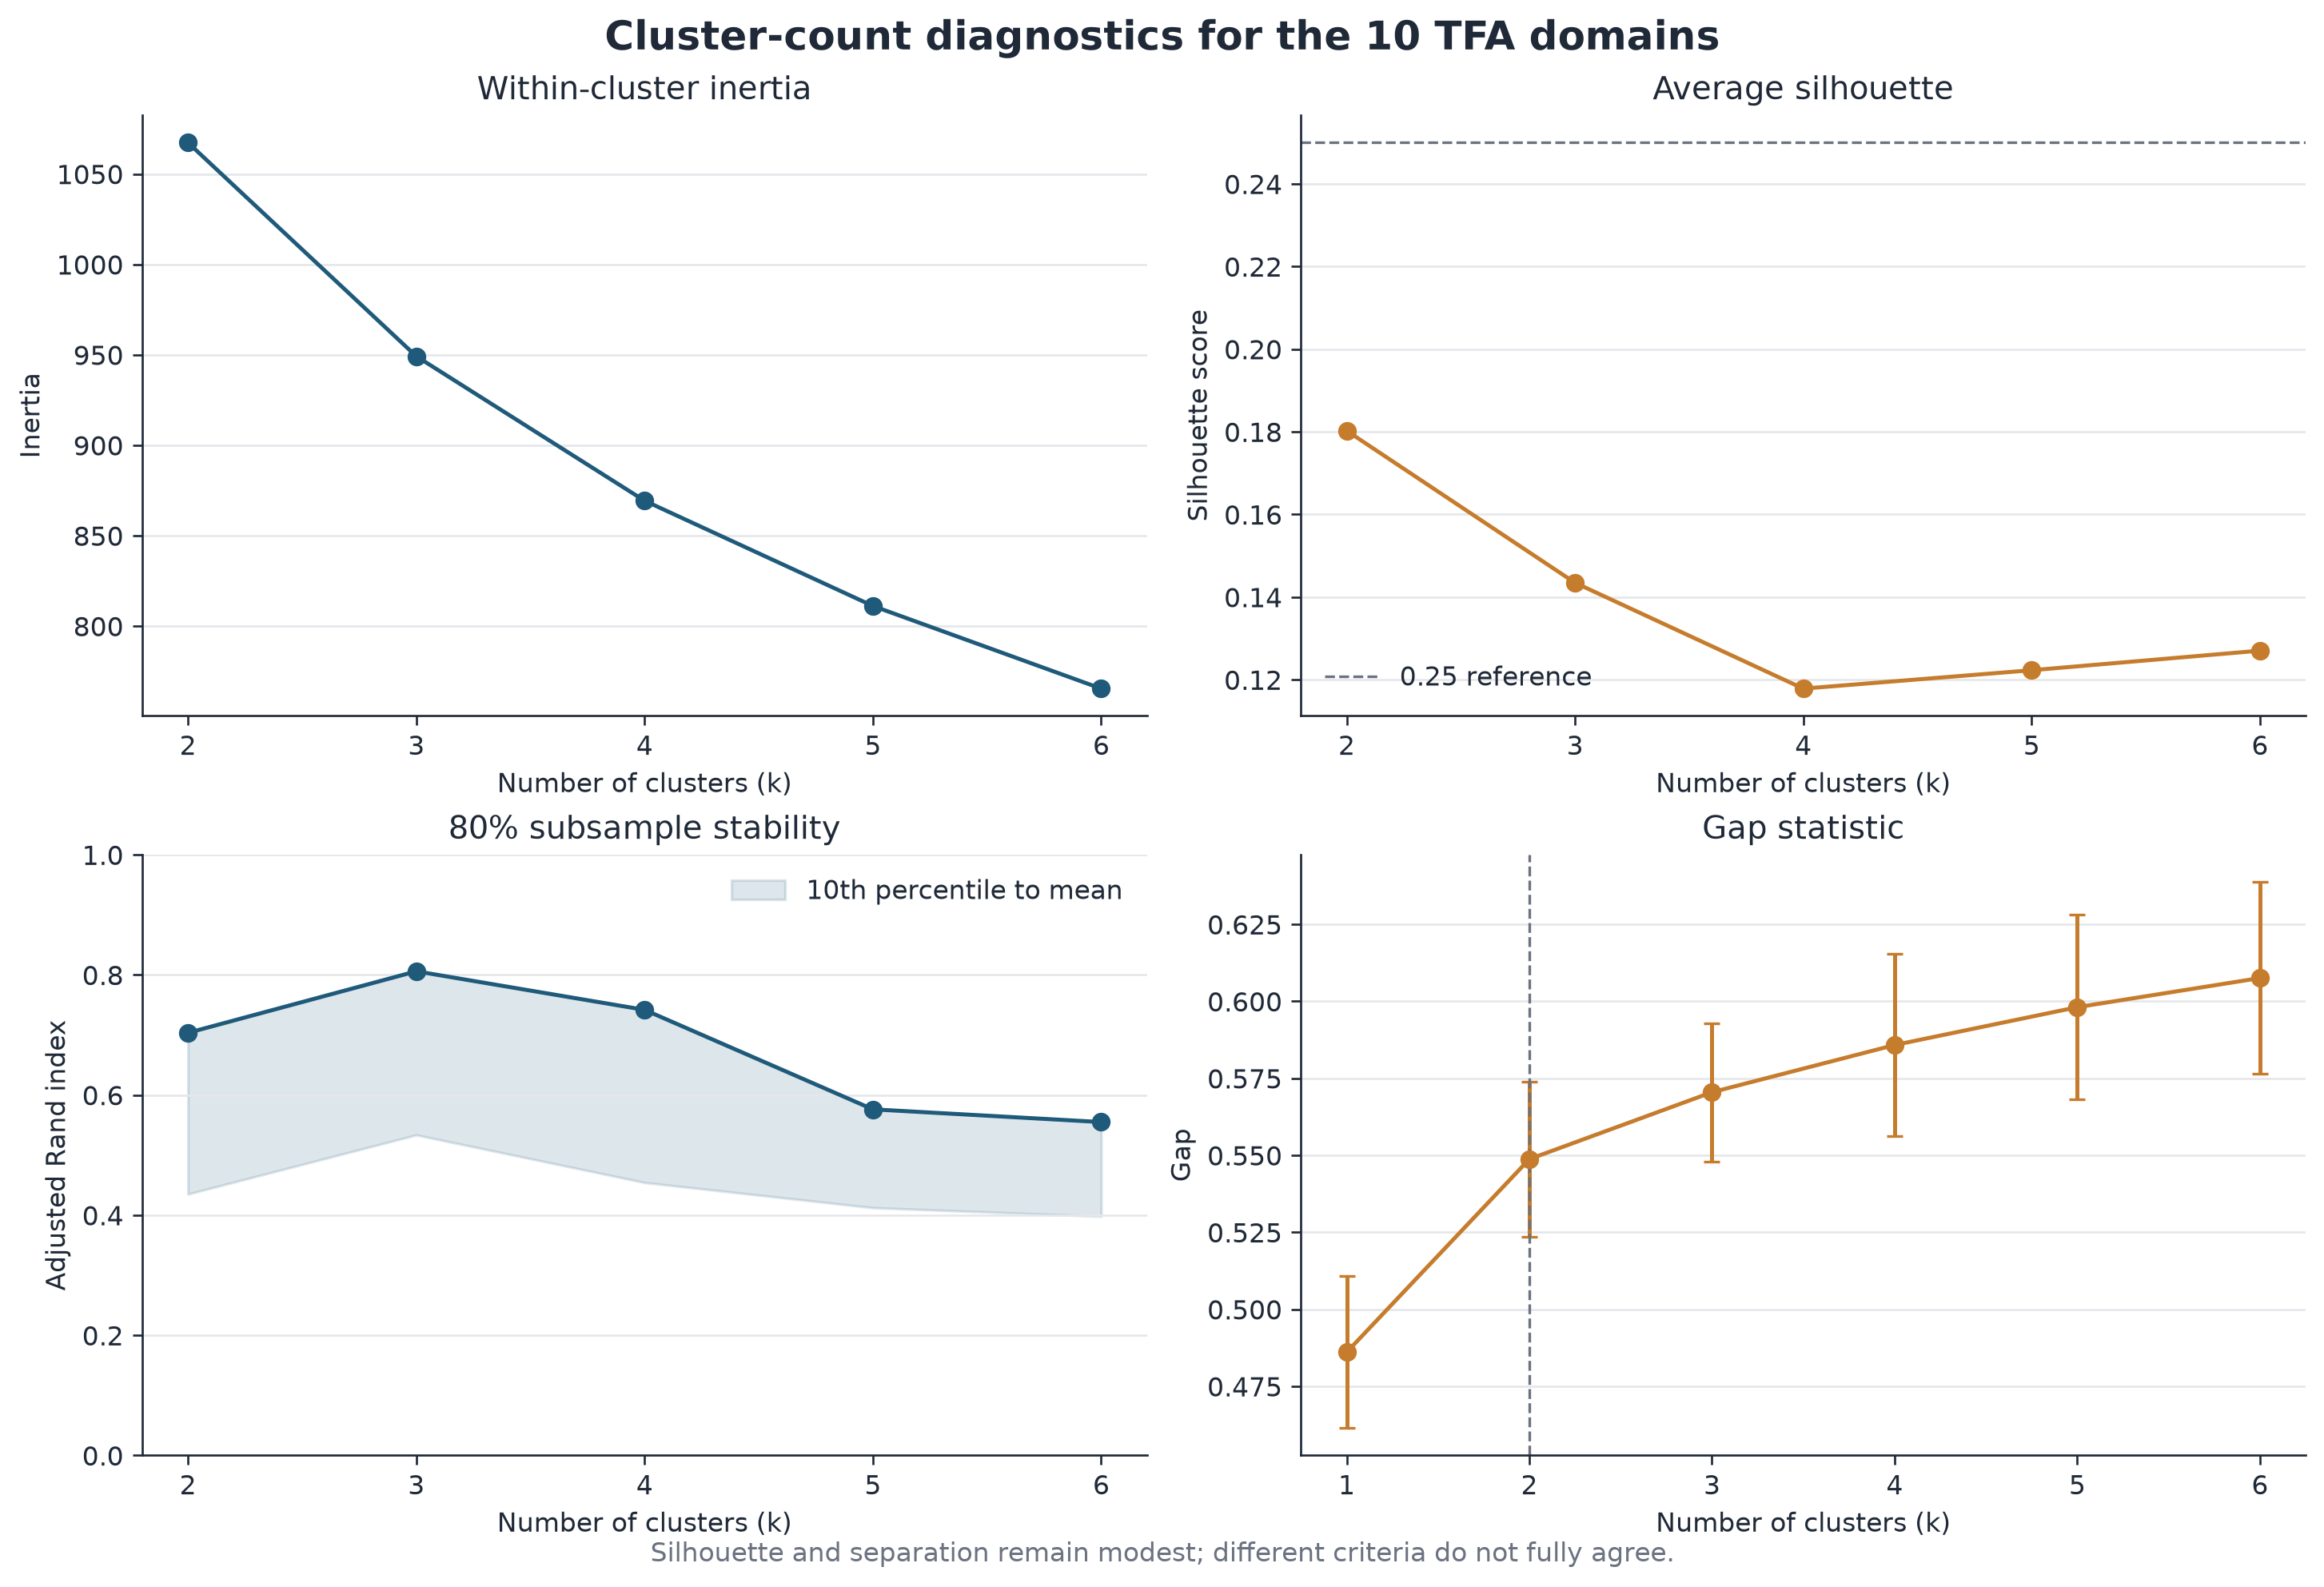 Cluster-count diagnostics for the 10 TFA domains
Within-cluster inertia
Inertia
1050
1000
950
900
850
800
2 3 4 5 6
Number of clusters (k)
Average silhouette
Silhouette score
0.24
0.22
0.20
0.18
0.16
0.14
0.12
0.25 reference
2 3 4 5 6
Number of clusters (k)
80% subsample stability
Adjusted Rand index
1.0
0.8
0.6
0.4
0.2
0.0
10th percentile to mean
2 3 4 5 6
Number of clusters (k)
Gap statistic
Gap
0.625
0.600
0.575
0.550
0.525
0.500
0.475
1 2 3 4 5 6
Number of clusters (k)
Silhouette and separation remain modest; different criteria do not fully agree.